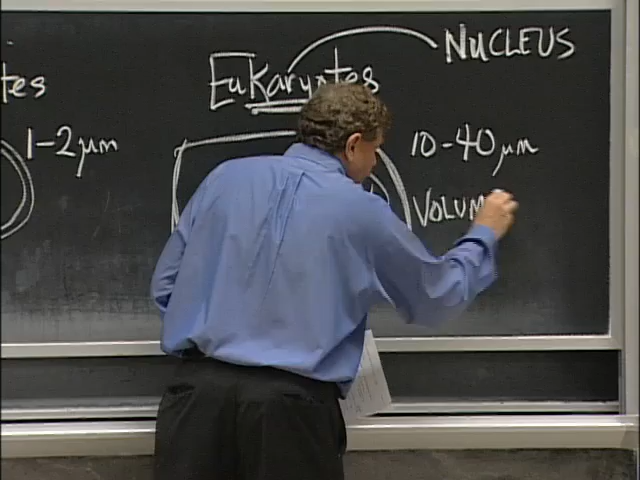 NUCLEUS
Eukaryotes
tes
1-2μm
10-40μm
VOLUM